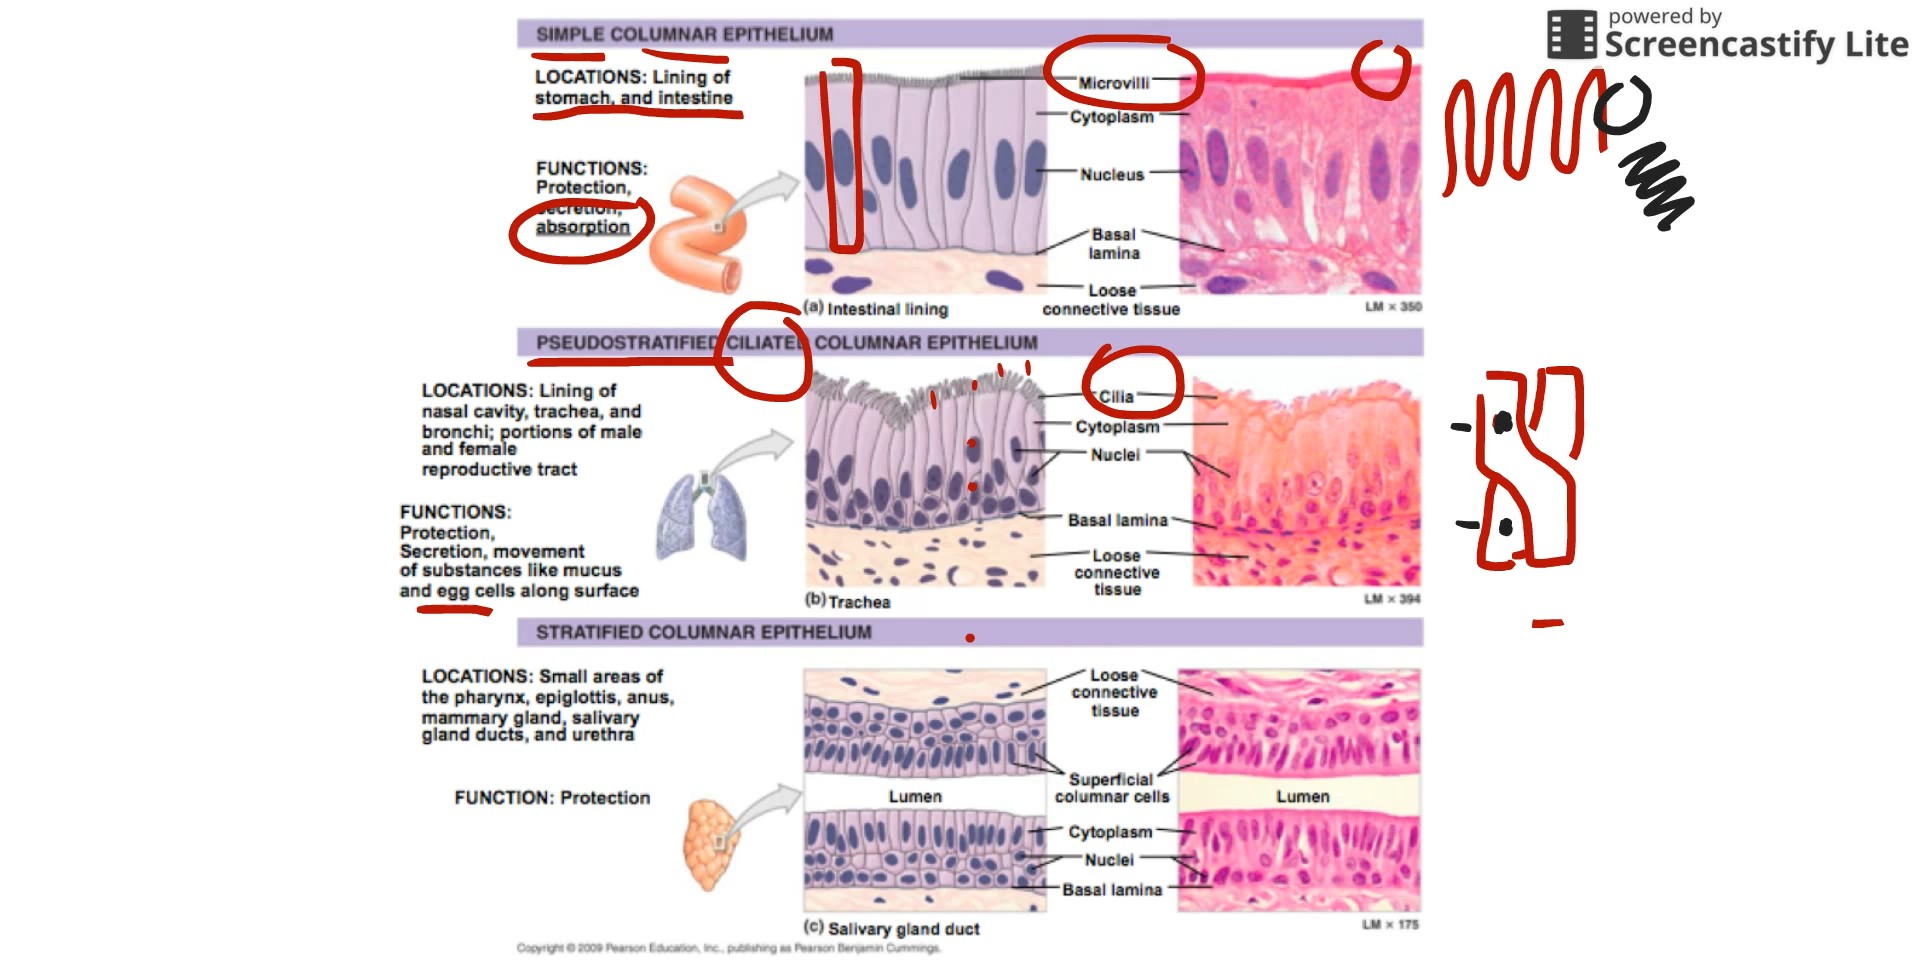 powered by
Screencastify Lite
SIMPLE COLUMNAR EPITHELIUM
LOCATIONS: Lining of
stomach, and intestine
FUNCTIONS:
Protection,
secretion,
absorption
Microvilli
Cytoplasm
Nucleus
Basal
lamina
Loose
connective tissue
(a) Intestinal lining
LM × 350
PSEUDOSTRATIFIED CILIATED COLUMNAR EPITHELIUM
LOCATIONS: Lining of
nasal cavity, trachea, and
bronchi; portions of male
and female
reproductive tract
FUNCTIONS:
Protection,
Secretion, movement
of substances like mucus
and egg cells along surface
Cilia
Cytoplasm
Nuclei
Basal lamina
Loose
connective
tissue
(b) Trachea
LM × 394
STRATIFIED COLUMNAR EPITHELIUM
LOCATIONS: Small areas of
the pharynx, epiglottis, anus,
mammary gland, salivary
gland ducts, and urethra
FUNCTION: Protection
Loose
connective
tissue
Superficial
columnar cells
Lumen
Lumen
Cytoplasm
Nuclei
Basal lamina
(c) Salivary gland duct
LM × 175
Copyright © 2009 Pearson Education, Inc., publishing as Pearson Benjamin Cummings.